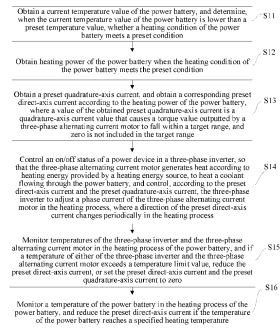 Obtain a current temperature value of the power battery, and determine,
when the current temperature value of the power battery is lower than a
preset temperature value, whether a heating condition of the power
battery meets a preset condition
S11
Obtain heating power of the power battery when the heating condition of
the power battery meets the preset condition
S12
Obtain a preset quadrature-axis current, and obtain a corresponding preset
direct-axis current according to the heating power of the power battery,
where a value of the obtained preset quadrature-axis current is a
quadrature-axis current value that causes a torque value outputted by a
three-phase alternating current motor to fall within a target range, and
zero is not included in the target range
S13
Control an on/off status of a power device in a three-phase inverter, so
that the three-phase alternating current motor generates heat according to
heating energy provided by a heating energy source, to heat a coolant
flowing through the power battery, and control, according to the preset
direct-axis current and the preset quadrature-axis current, the three-phase
inverter to adjust a phase current of the three-phase alternating current
motor in the heating process, where a direction of the preset direct-axis
current changes periodically in the heating process
S14
Monitor temperatures of the three-phase inverter and the three-phase
alternating current motor in the heating process of the power battery, and if
a temperature of either of the three-phase inverter and the three-phase
alternating current motor exceeds a temperature limit value, reduce the
preset direct-axis current, or set the preset direct-axis current and the preset
quadrature-axis current to zero
S15
Monitor a temperature of the power battery in the heating process of the
power battery, and reduce the preset direct-axis current if the temperature
of the power battery reaches a specified heating temperature
S16